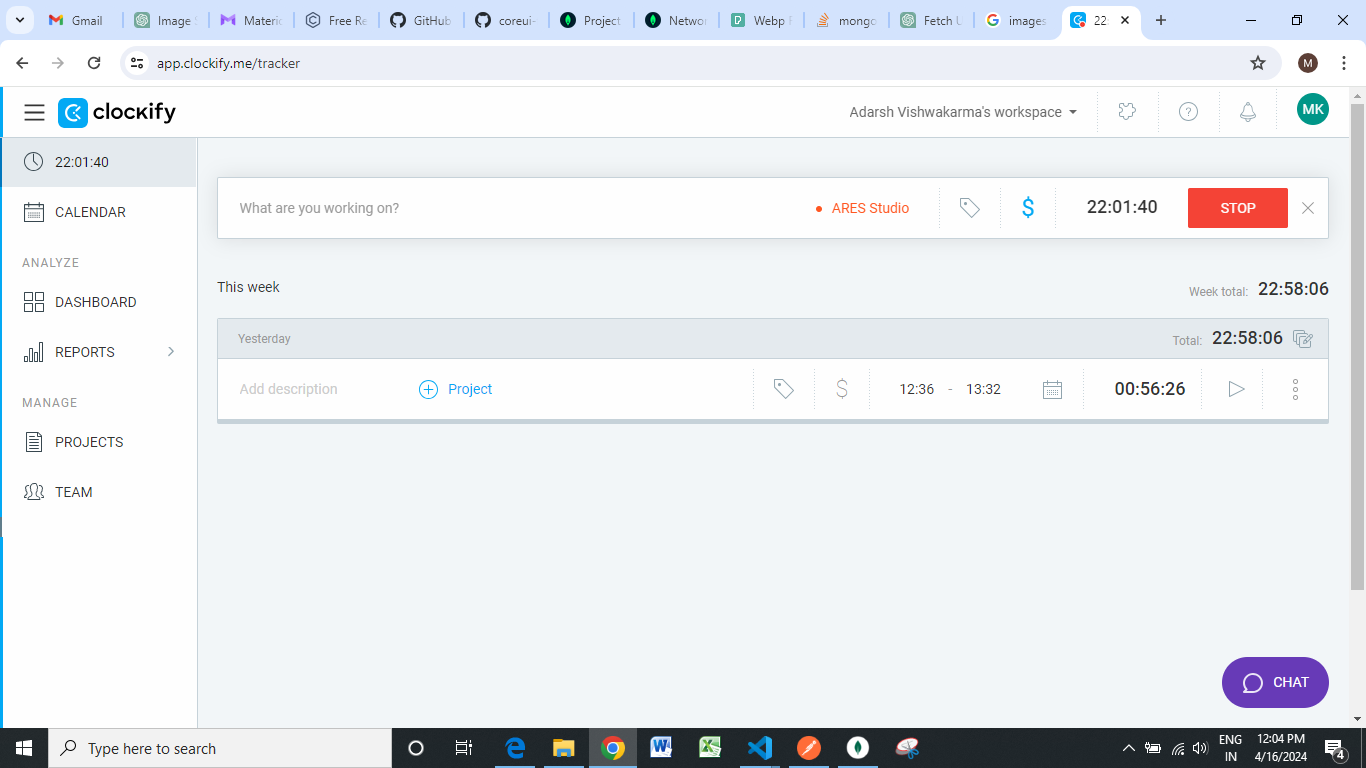 Gmail
Image S
Materic
Free Re
GitHub
coreui-
Project
Networ
Webp F
mongo
Fetch U
images
22:
app.clockify.me/tracker
M
clockify
Adarsh Vishwakarma's workspace
MK
22:01:40
CALENDAR
ANALYZE
DASHBOARD
REPORTS
MANAGE
PROJECTS
TEAM
What are you working on?
ARES Studio
$
22:01:40
STOP
This week
Week total: 22:58:06
Yesterday
Total: 22:58:06
Add description
Project
$
12:36 - 13:32
00:56:26
CHAT
Type here to search
ENG
IN
12:04 PM
4/16/2024
4